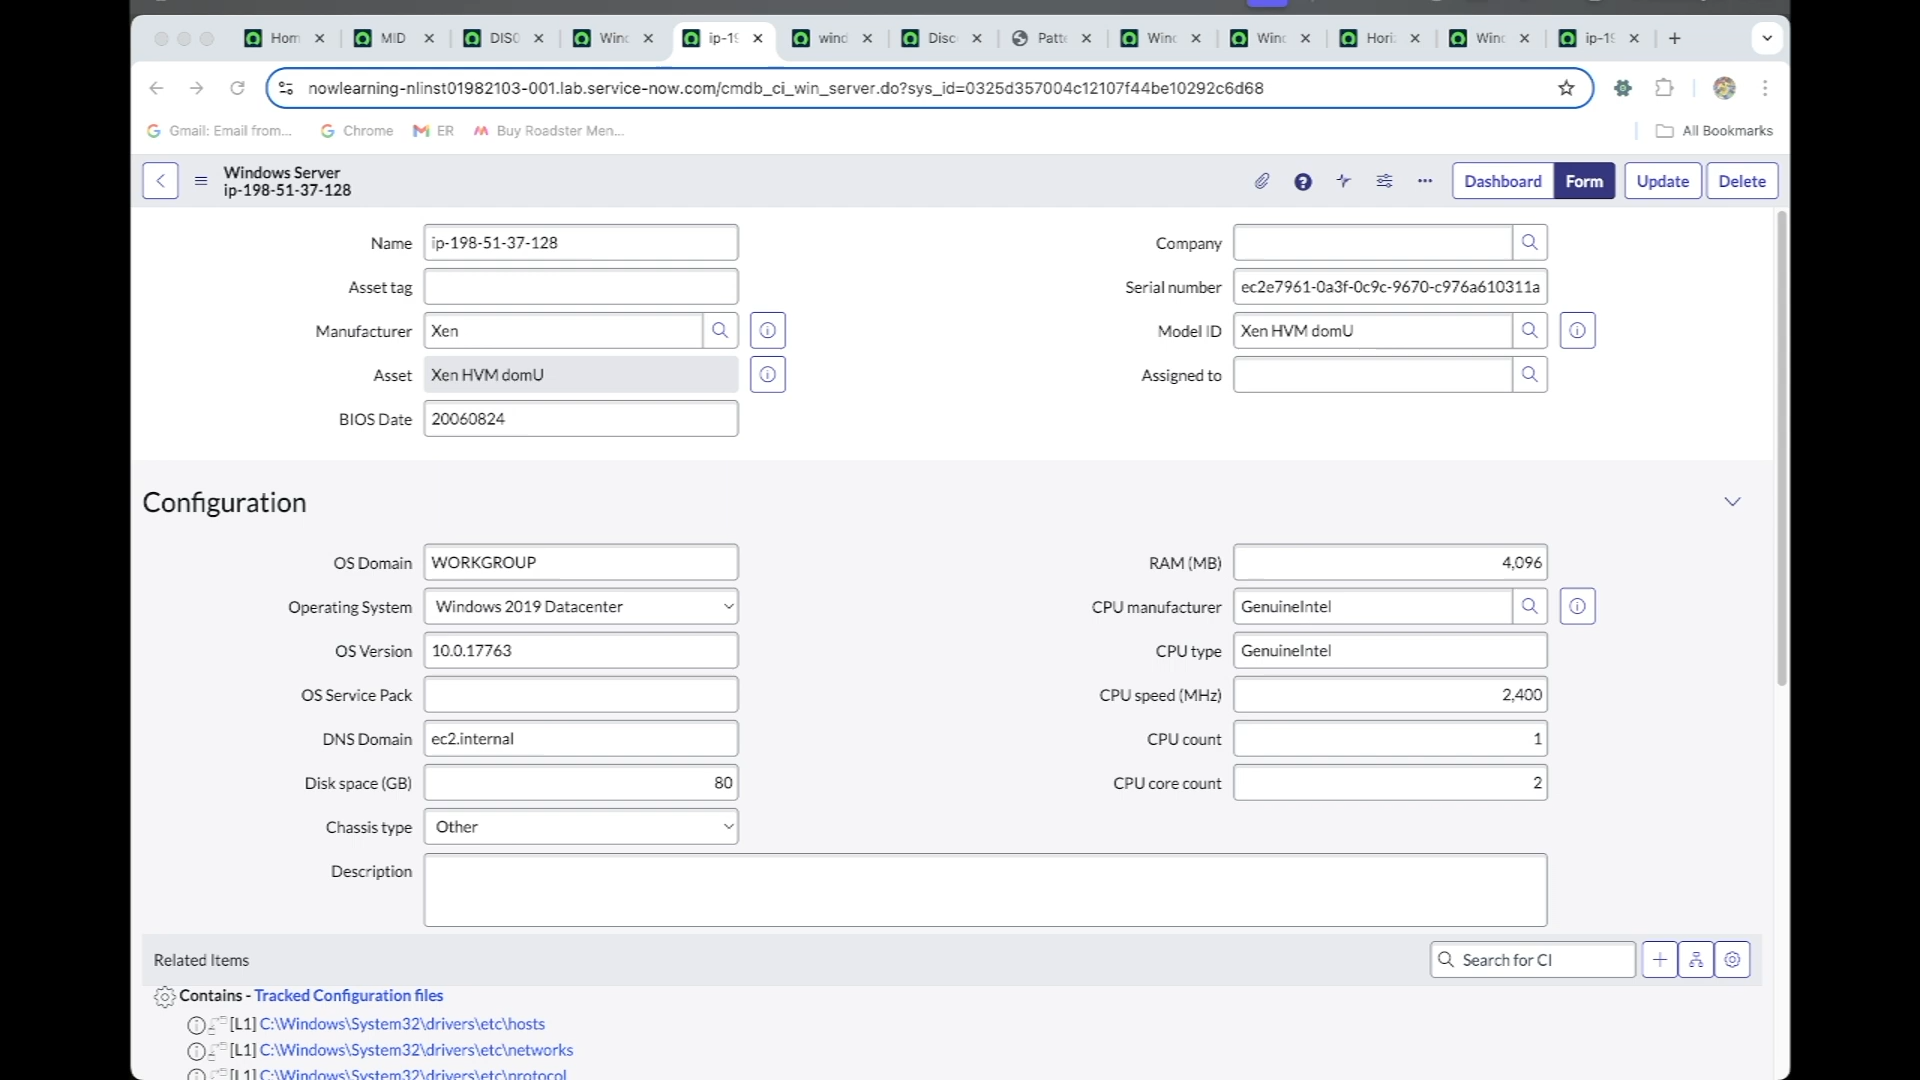 Hom
MID
DISC
Winc
ip-19
wind
Disc
Patte
Winc
Winc
Hori
Winc
ip-19
nowlearning-nlinst01982103-001.lab.service-now.com/cmdb_ci_win_server.do?sys_id=0325d357004c12107f44be10292c6d68
Gmail: Email from...
Chrome
ER
Buy Roadster Men...
All Bookmarks
Windows Server
ip-198-51-37-128
Dashboard
Form
Update
Delete
Name ip-198-51-37-128
Company
Asset tag
Serial number ec2e7961-0a3f-0c9c-9670-c976a610311a
Manufacturer Xen
Model ID Xen HVM domU
Asset Xen HVM domU
Assigned to
BIOS Date 20060824
Configuration
OS Domain WORKGROUP
RAM (MB) 4,096
Operating System Windows 2019 Datacenter
CPU manufacturer GenuineIntel
OS Version 10.0.17763
CPU type GenuineIntel
OS Service Pack
CPU speed (MHz) 2,400
DNS Domain ec2.internal
CPU count 1
Disk space (GB) 80
CPU core count 2
Chassis type Other
Description
Related Items
Search for CI
Contains - Tracked Configuration files
[L1] C:\Windows\System32\drivers\etc\hosts
[L1] C:\Windows\System32\drivers\etc\networks
[L1] C:\Windows\System32\drivers\etc\protocol